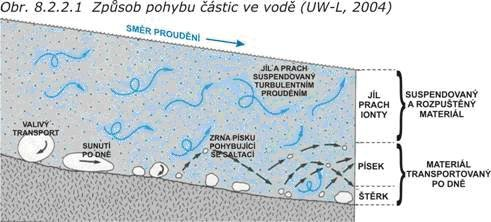 Obr. 8.2.2.1 Způsob pohybu částic ve vodě (UW-L, 2004)
SMĚR PROUDĚNÍ
JÍL A PRACH
SUSPENDOVANÝ
TURBULENTNÍM
PROUDĚNÍM
JÍL
PRACH
IONTY
SUSPENDOVANÝ
A ROZPUŠTĚNÝ
MATERIÁL
VALIVÝ
TRANSPORT
SUNUTÍ
PO DNĚ
ZRNA PÍSKU
POHYBUJÍCÍ
SE SALTACÍ
PÍSEK
ŠTĚRK
MATERIÁL
TRANSPORTOVANÝ
PO DNĚ